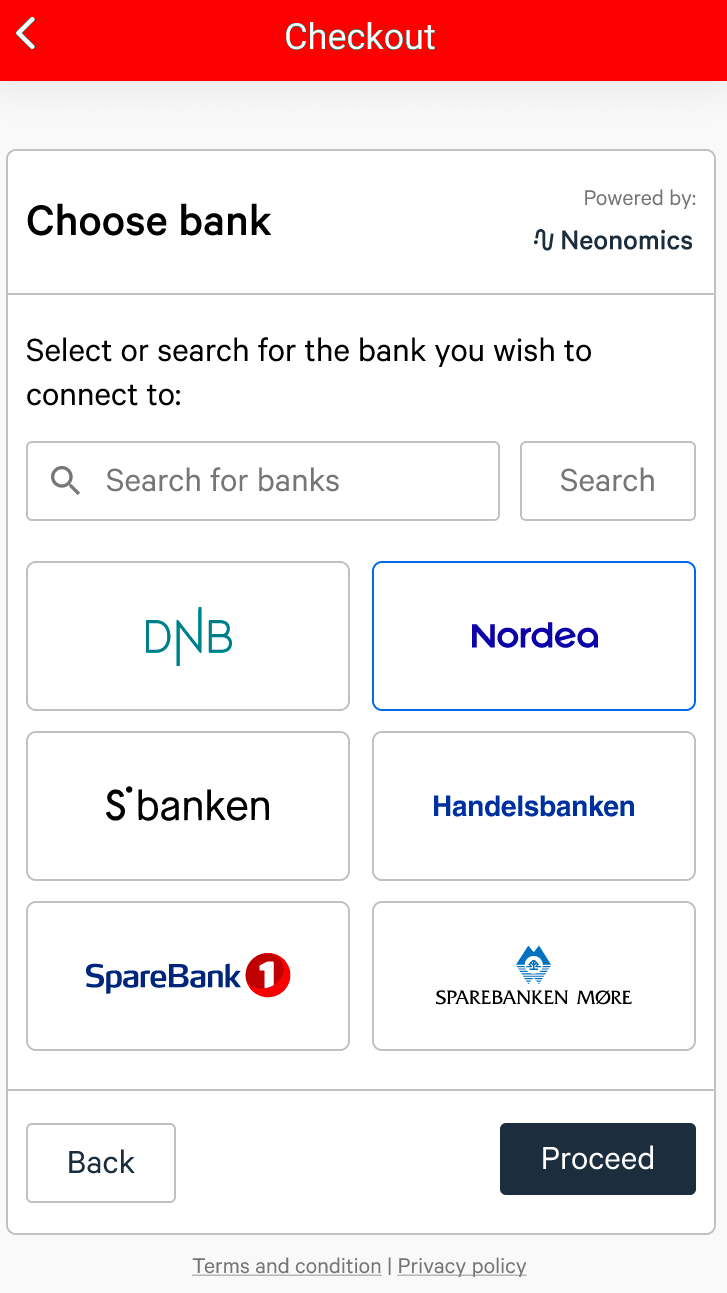 Checkout
Choose bank
Powered by:
Neonomics
Select or search for the bank you wish to
connect to:
Search for banks
Search
DNB
Nordea
S'banken
Handelsbanken
SpareBank 1
SPAREBANKEN MØRE
Back
Proceed
Terms and condition | Privacy policy